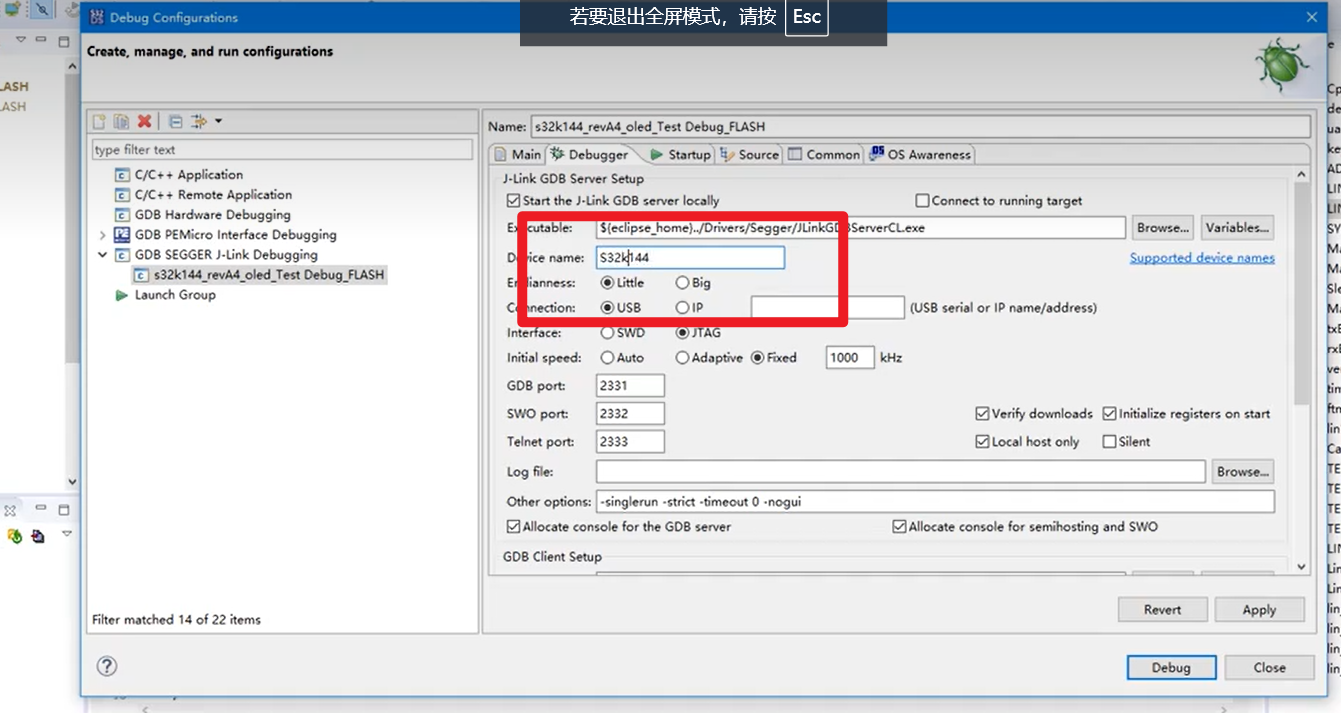 Debug Configurations
若要退出全屏模式，请按 Esc
Create, manage, and run configurations
LASH
LASH
type filter text
C/C++ Application
C/C++ Remote Application
GDB Hardware Debugging
GDB PEMicro Interface Debugging
GDB SEGGER J-Link Debugging
s32k144_revA4_oled_Test Debug_FLASH
Launch Group
Filter matched 14 of 22 items
Name: s32k144_revA4_oled_Test Debug_FLASH
Main Debugger Startup Source Common OS Awareness
J-Link GDB Server Setup
Start the J-Link GDB server locally Connect to running target
Executable: ${eclipse_home}../Drivers/Segger/JLinkGDBServerCL.exe Browse... Variables...
Device name: S32k144 Supported device names
Endianness: Little Big
Connection: USB IP (USB serial or IP name/address)
Interface: SWD JTAG
Initial speed: Auto Adaptive Fixed 1000 kHz
GDB port: 2331
SWO port: 2332 Verify downloads Initialize registers on start
Telnet port: 2333 Local host only Silent
Log file: Browse...
Other options: -singlerun -strict -timeout 0 -nogui
Allocate console for the GDB server Allocate console for semihosting and SWO
GDB Client Setup
Revert Apply
Debug Close